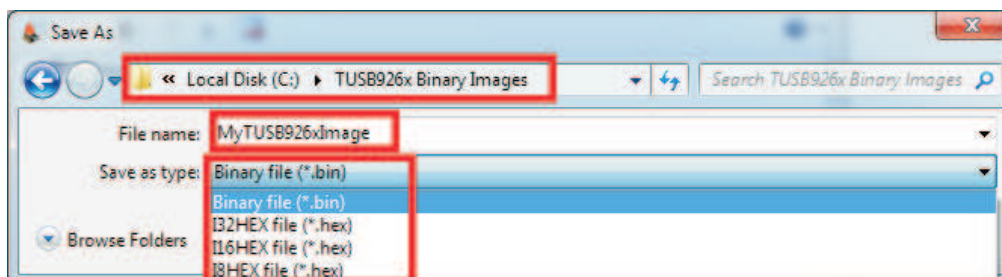 Save As
« Local Disk (C:) ▸ TUSB926x Binary Images
Search TUSB926x Binary Images
File name: MyTUSB926xImage
Save as type: Binary file (*.bin)
Binary file (*.bin)
I32HEX file (*.hex)
I16HEX file (*.hex)
Browse Folders
I8HEX file (*.hex)